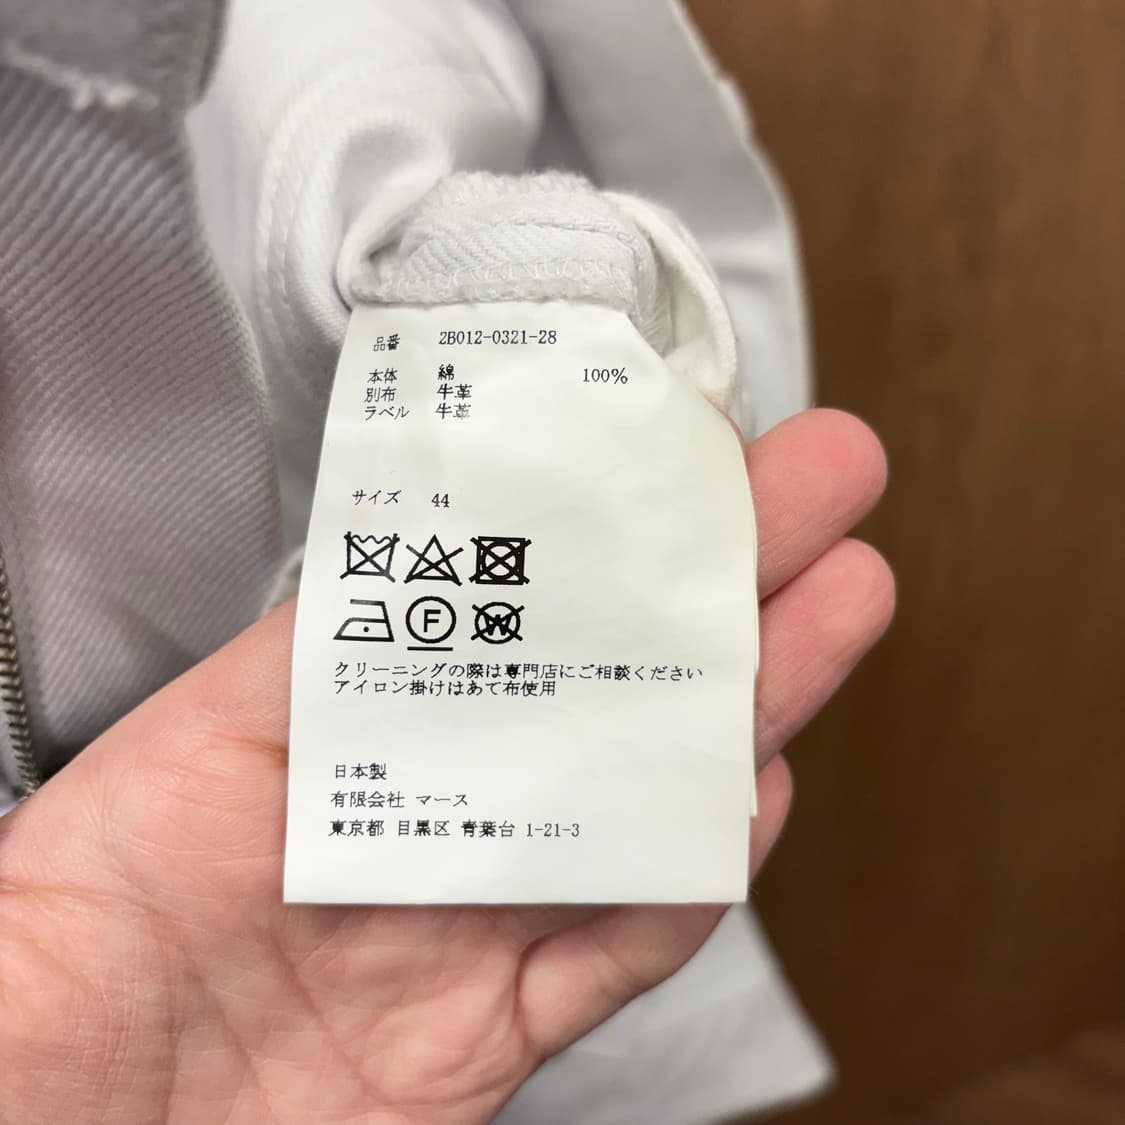 品番 2B012-0321-28
本体 綿 100%
別布 牛革
ラベル 牛革
サイズ 44
F
W
クリーニングの際は専門店にご相談ください
アイロン掛けはあて布使用
日本製
有限会社 マース
東京都 目黒区 青葉台 1-21-3